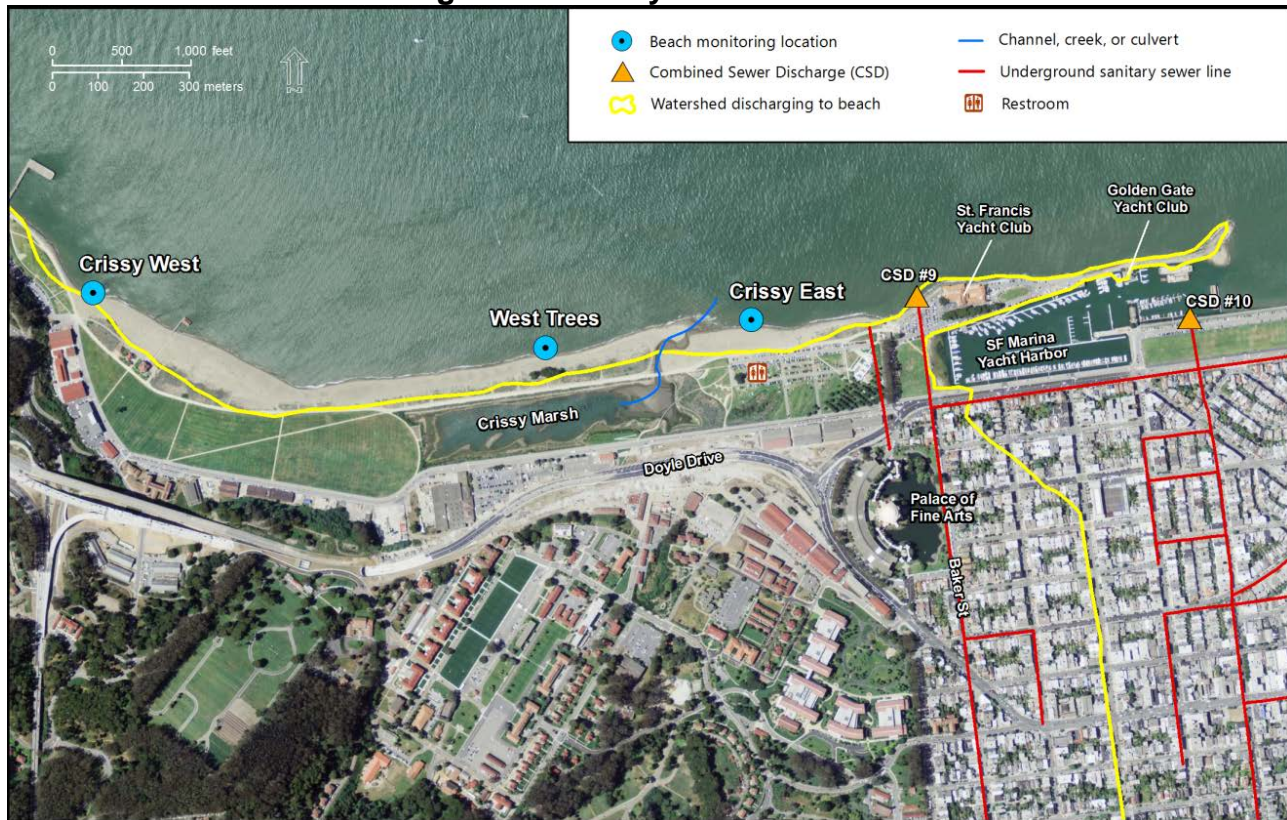 0 500 1,000 feet
0 100 200 300 meters
N
Beach monitoring location
Combined Sewer Discharge (CSD)
Watershed discharging to beach
Channel, creek, or culvert
Underground sanitary sewer line
Restroom
Golden Gate
Yacht Club
St. Francis
Yacht Club
Crissy West
CSD #9
Crissy East
CSD #10
West Trees
SF Marina
Yacht Harbor
Crissy Marsh
Doyle Drive
Palace of
Fine Arts
Baker St